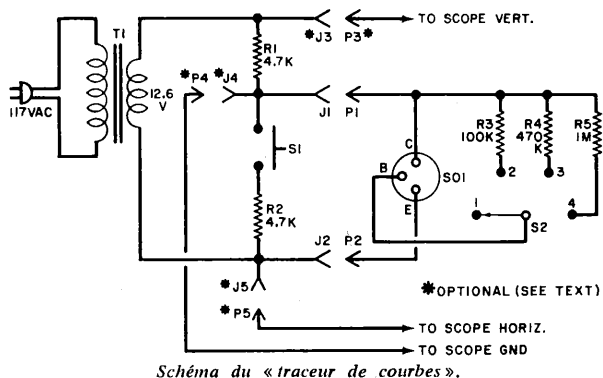 T1
117VAC
12.6 V
R1 4.7K
*J3 P3* TO SCOPE VERT.
*P4 *J4
J1 P1
S1
R2 4.7K
C
B
E
SO1
R3 100K
R4 470 K
R5 1M
1
2
3
4
S2
J2 P2
*J5
*P5
*OPTIONAL (SEE TEXT)
TO SCOPE HORIZ.
TO SCOPE GND
Schéma du « traceur de courbes ».